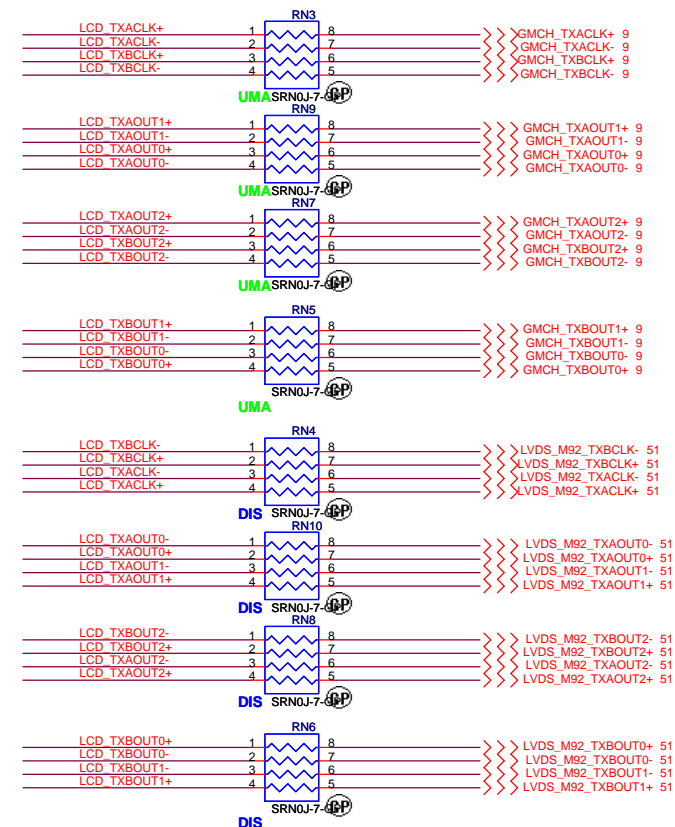 RN3
LCD_TXACLK+ 1 8 GMCH_TXACLK+ 9
LCD_TXACLK- 2 7 GMCH_TXACLK- 9
LCD_TXBCLK+ 3 6 GMCH_TXBCLK+ 9
LCD_TXBCLK- 4 5 GMCH_TXBCLK- 9
UMA SRN0J-7-GP
RN9
LCD_TXAOUT1+ 1 8 GMCH_TXAOUT1+ 9
LCD_TXAOUT1- 2 7 GMCH_TXAOUT1- 9
LCD_TXAOUT0+ 3 6 GMCH_TXAOUT0+ 9
LCD_TXAOUT0- 4 5 GMCH_TXAOUT0- 9
UMA SRN0J-7-GP
RN7
LCD_TXAOUT2+ 1 8 GMCH_TXAOUT2+ 9
LCD_TXAOUT2- 2 7 GMCH_TXAOUT2- 9
LCD_TXBOUT2+ 3 6 GMCH_TXBOUT2+ 9
LCD_TXBOUT2- 4 5 GMCH_TXBOUT2- 9
UMA SRN0J-7-GP
RN5
LCD_TXBOUT1+ 1 8 GMCH_TXBOUT1+ 9
LCD_TXBOUT1- 2 7 GMCH_TXBOUT1- 9
LCD_TXBOUT0- 3 6 GMCH_TXBOUT0- 9
LCD_TXBOUT0+ 4 5 GMCH_TXBOUT0+ 9
SRN0J-7-GP
UMA
RN4
LCD_TXBCLK- 1 8 LVDS_M92_TXBCLK- 51
LCD_TXBCLK+ 2 7 LVDS_M92_TXBCLK+ 51
LCD_TXACLK- 3 6 LVDS_M92_TXACLK- 51
LCD_TXACLK+ 4 5 LVDS_M92_TXACLK+ 51
DIS SRN0J-7-GP
RN10
LCD_TXAOUT0- 1 8 LVDS_M92_TXAOUT0- 51
LCD_TXAOUT0+ 2 7 LVDS_M92_TXAOUT0+ 51
LCD_TXAOUT1- 3 6 LVDS_M92_TXAOUT1- 51
LCD_TXAOUT1+ 4 5 LVDS_M92_TXAOUT1+ 51
DIS SRN0J-7-GP
RN8
LCD_TXBOUT2- 1 8 LVDS_M92_TXBOUT2- 51
LCD_TXBOUT2+ 2 7 LVDS_M92_TXBOUT2+ 51
LCD_TXAOUT2- 3 6 LVDS_M92_TXAOUT2- 51
LCD_TXAOUT2+ 4 5 LVDS_M92_TXAOUT2+ 51
DIS SRN0J-7-GP
RN6
LCD_TXBOUT0+ 1 8 LVDS_M92_TXBOUT0+ 51
LCD_TXBOUT0- 2 7 LVDS_M92_TXBOUT0- 51
LCD_TXBOUT1- 3 6 LVDS_M92_TXBOUT1- 51
LCD_TXBOUT1+ 4 5 LVDS_M92_TXBOUT1+ 51
SRN0J-7-GP
DIS